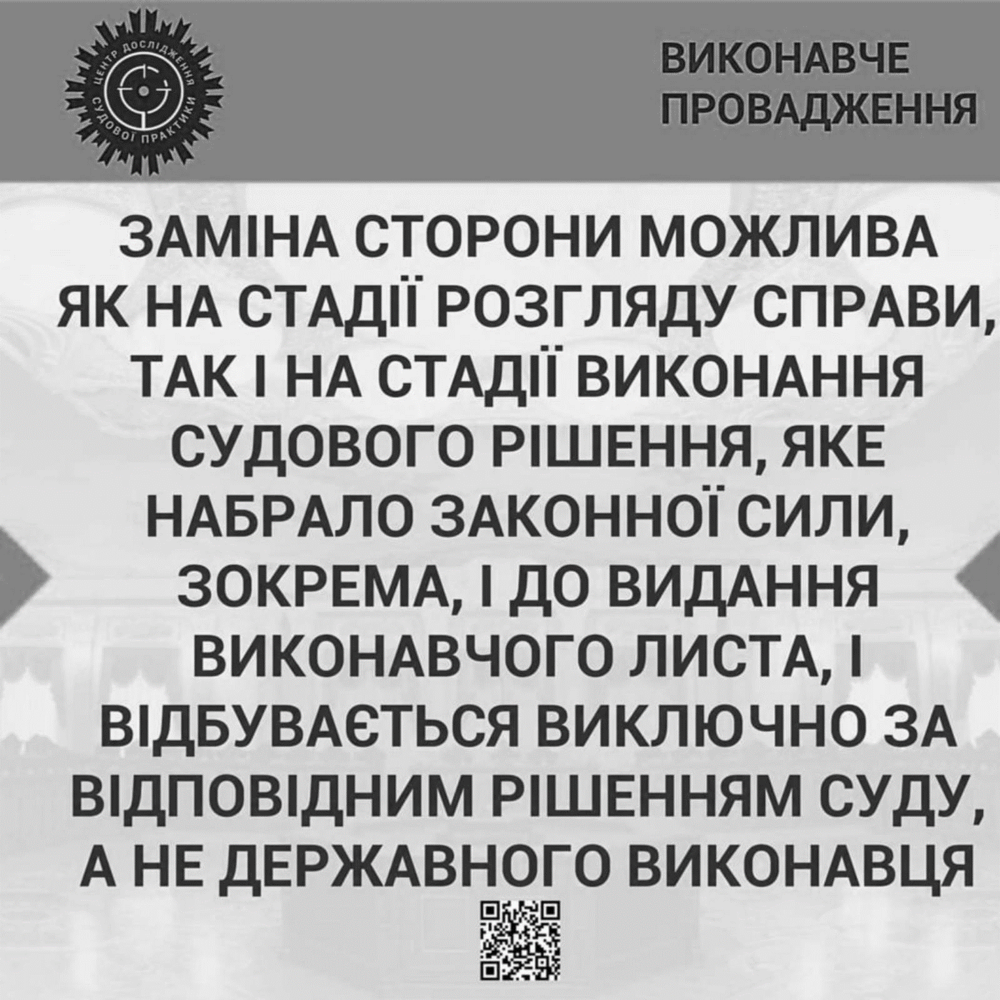 ЦЕНТР ДОСЛІДЖЕННЯ
СУДОВОЇ ПРАКТИКИ
ВИКОНАВЧЕ
ПРОВАДЖЕННЯ
ЗАМІНА СТОРОНИ МОЖЛИВА
ЯК НА СТАДІЇ РОЗГЛЯДУ СПРАВИ,
ТАК І НА СТАДІЇ ВИКОНАННЯ
СУДОВОГО РІШЕННЯ, ЯКЕ
НАБРАЛО ЗАКОННОЇ СИЛИ,
ЗОКРЕМА, І ДО ВИДАННЯ
ВИКОНАВЧОГО ЛИСТА, І
ВІДБУВАЄТЬСЯ ВИКЛЮЧНО ЗА
ВІДПОВІДНИМ РІШЕННЯМ СУДУ,
А НЕ ДЕРЖАВНОГО ВИКОНАВЦЯ